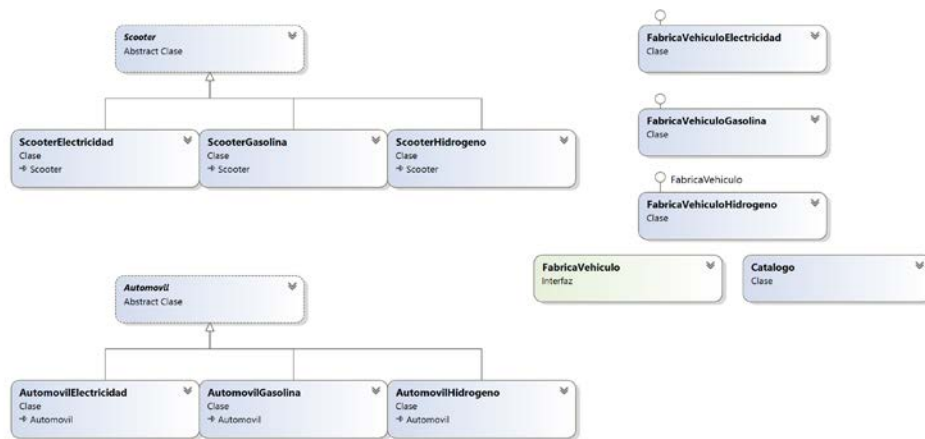 Scooter
Abstract Clase
ScooterElectricidad
Clase
Scooter
ScooterGasolina
Clase
Scooter
ScooterHidrogeno
Clase
Scooter
FabricaVehiculoElectricidad
Clase
FabricaVehiculoGasolina
Clase
FabricaVehiculo
FabricaVehiculoHidrogeno
Clase
FabricaVehiculo
Interfaz
Catalogo
Clase
Automovil
Abstract Clase
AutomovilElectricidad
Clase
Automovil
AutomovilGasolina
Clase
Automovil
AutomovilHidrogeno
Clase
Automovil